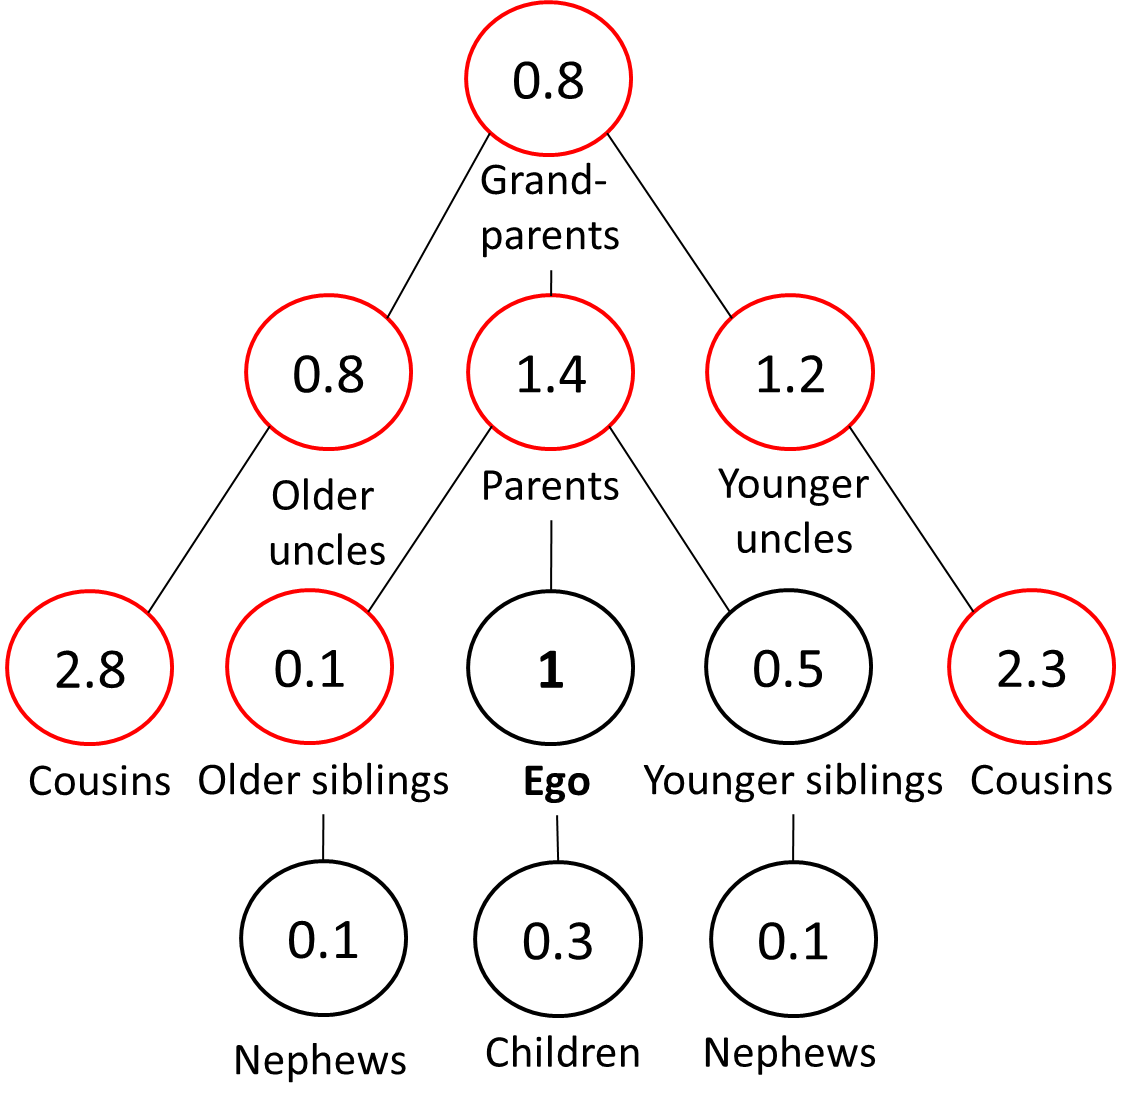 0.8
Grand-
parents
0.8
1.4
1.2
Older
uncles
Parents
Younger
uncles
2.8
0.1
1
0.5
2.3
Cousins
Older siblings
Ego
Younger siblings
Cousins
0.1
0.3
0.1
Nephews
Children
Nephews